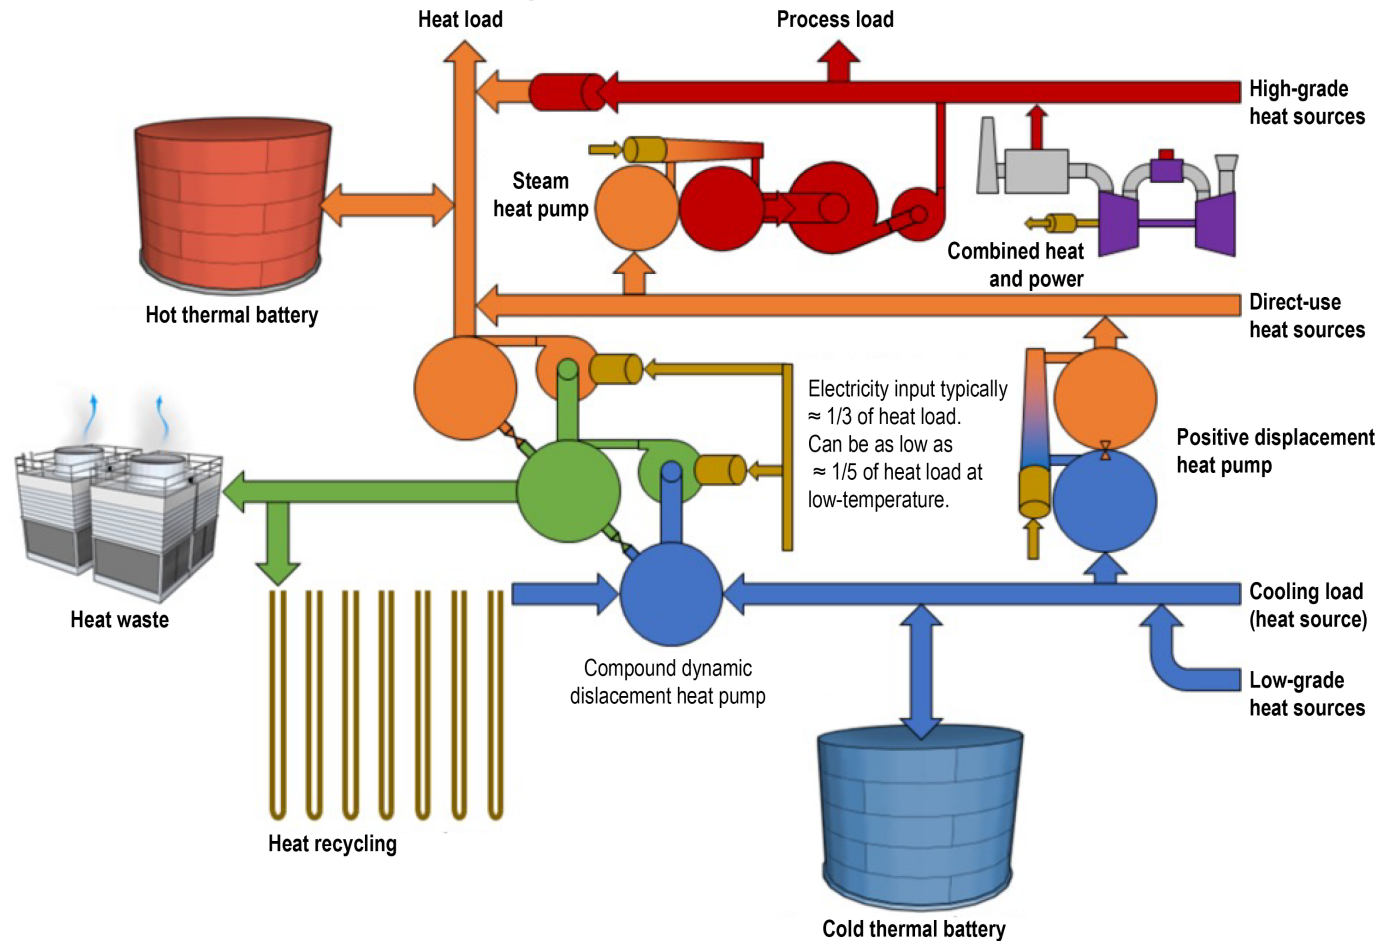 Heat load
Process load
High-grade
heat sources
Steam
heat pump
Combined heat
and power
Hot thermal battery
Direct-use
heat sources
Electricity input typically
≈ 1/3 of heat load.
Can be as low as
≈ 1/5 of heat load at
low-temperature.
Positive displacement
heat pump
Heat waste
Cooling load
(heat source)
Compound dynamic
dislacement heat pump
Low-grade
heat sources
Heat recycling
Cold thermal battery